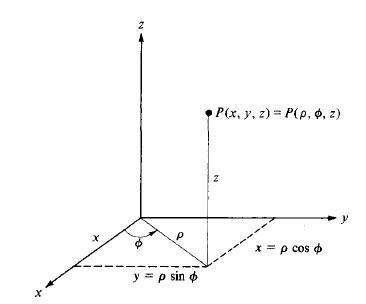 z
P(x, y, z) = P(ρ, ϕ, z)
z
y
x
ϕ
ρ
x = ρ cos ϕ
y = ρ sin ϕ
x